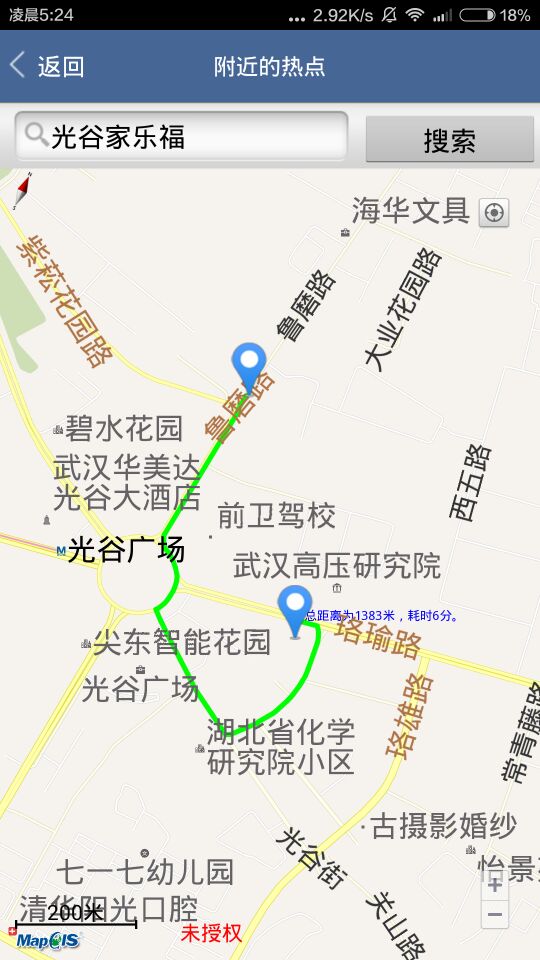 凌晨5:24
... 2.92K/s 18%
返回
附近的热点
光谷家乐福
搜索
海华文具
紫松花园路
鲁磨路
大业花园路
鲁磨路
碧水花园
武汉华美达
光谷大酒店
西五路
前卫驾校
M 光谷广场
武汉高压研究院
总距离为1383米，耗时6分。
珞瑜路
尖东智能花园
光谷广场
珞雄路
常青藤路
湖北省化学
研究院小区
古摄影婚纱
光谷街
怡景
七一七幼儿园
清华阳光口腔
关山路
200米
未授权
MapGIS